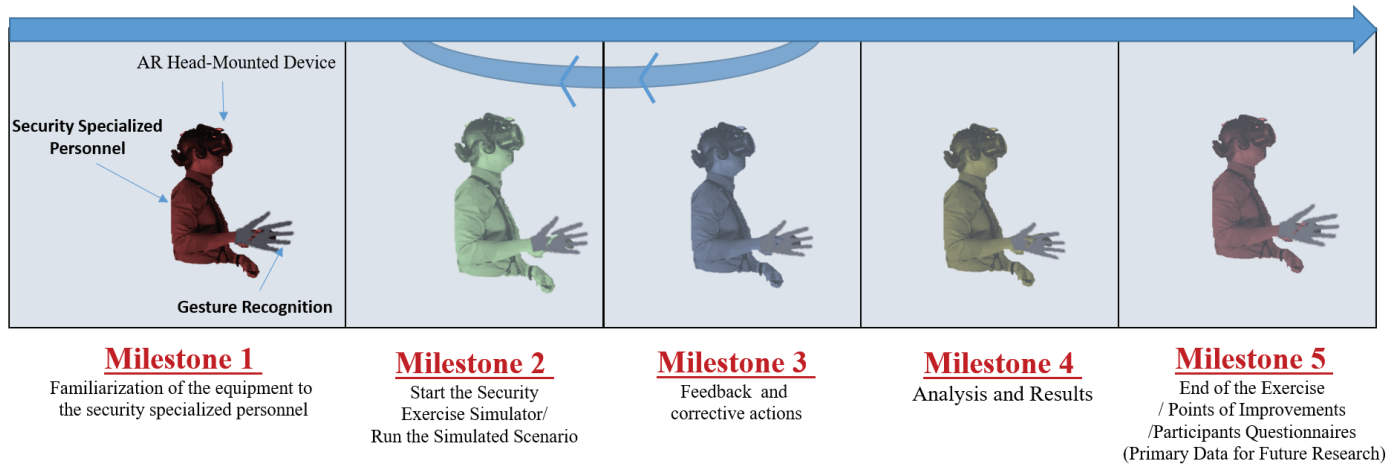 AR Head-Mounted Device
Security Specialized
Personnel
Gesture Recognition
Milestone 1
Familiarization of the equipment to
the security specialized personnel
Milestone 2
Start the Security
Exercise Simulator/
Run the Simulated Scenario
Milestone 3
Feedback and
corrective actions
Milestone 4
Analysis and Results
Milestone 5
End of the Exercise
/ Points of Improvements
/Participants Questionnaires
(Primary Data for Future Research)